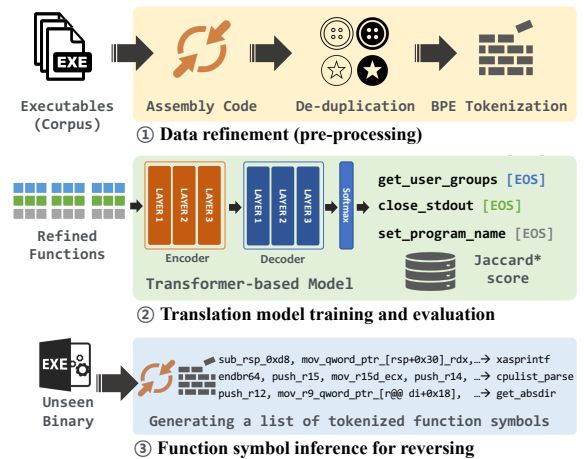 EXE
Executables
(Corpus)
Assembly Code
De-duplication
BPE Tokenization
① Data refinement (pre-processing)
Refined
Functions
LAYER 1
LAYER 2
LAYER 3
Encoder
LAYER 1
LAYER 2
LAYER 3
Decoder
Softmax
get_user_groups [EOS]
close_stdout [EOS]
set_program_name [EOS]
Jaccard*
score
Transformer-based Model
② Translation model training and evaluation
EXE
Unseen
Binary
sub_rsp_0xd8, mov_qword_ptr_[rsp+0x30]_rdx,…→ xasprintf
endbr64, push_r15, mov_r15d_ecx, push_r14, …→ cpulist_parse
push_r12, mov_r9_qword_ptr_[r@@ di+0x18], …→ get_absdir
Generating a list of tokenized function symbols
③ Function symbol inference for reversing